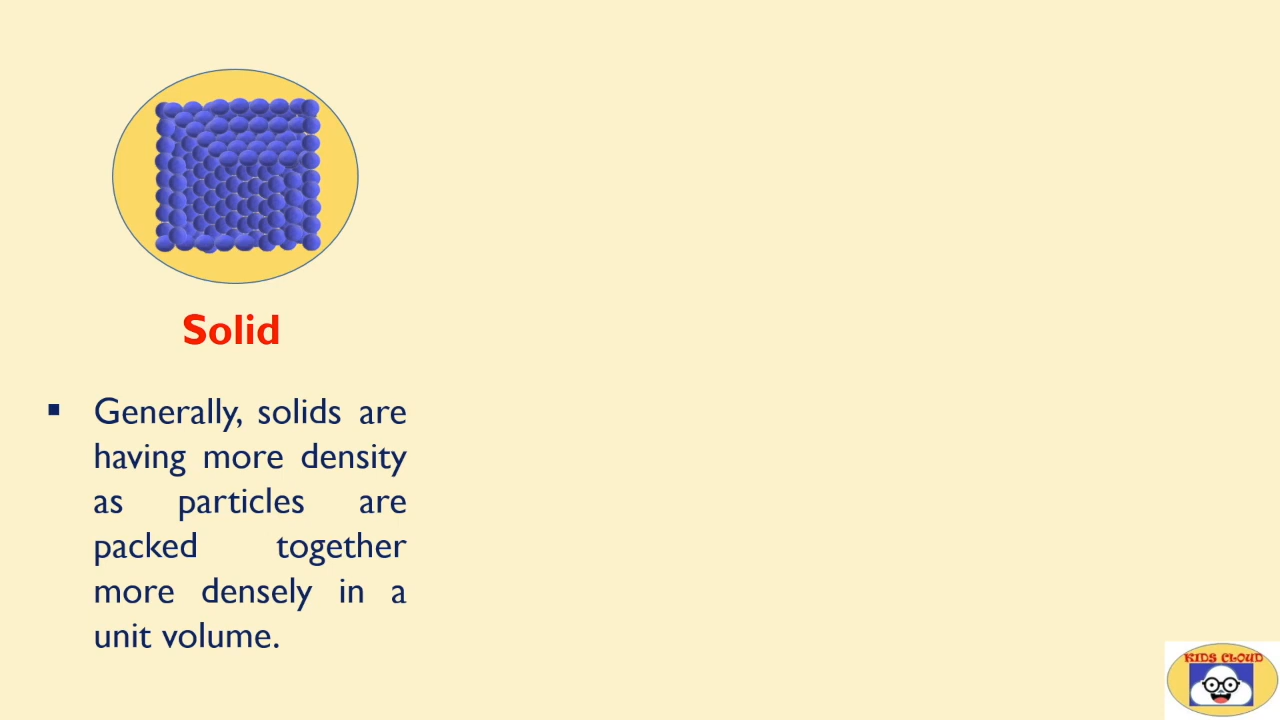 Solid
▪ Generally, solids are
having more density
as particles are
packed together
more densely in a
unit volume.
KIDS CLOUD